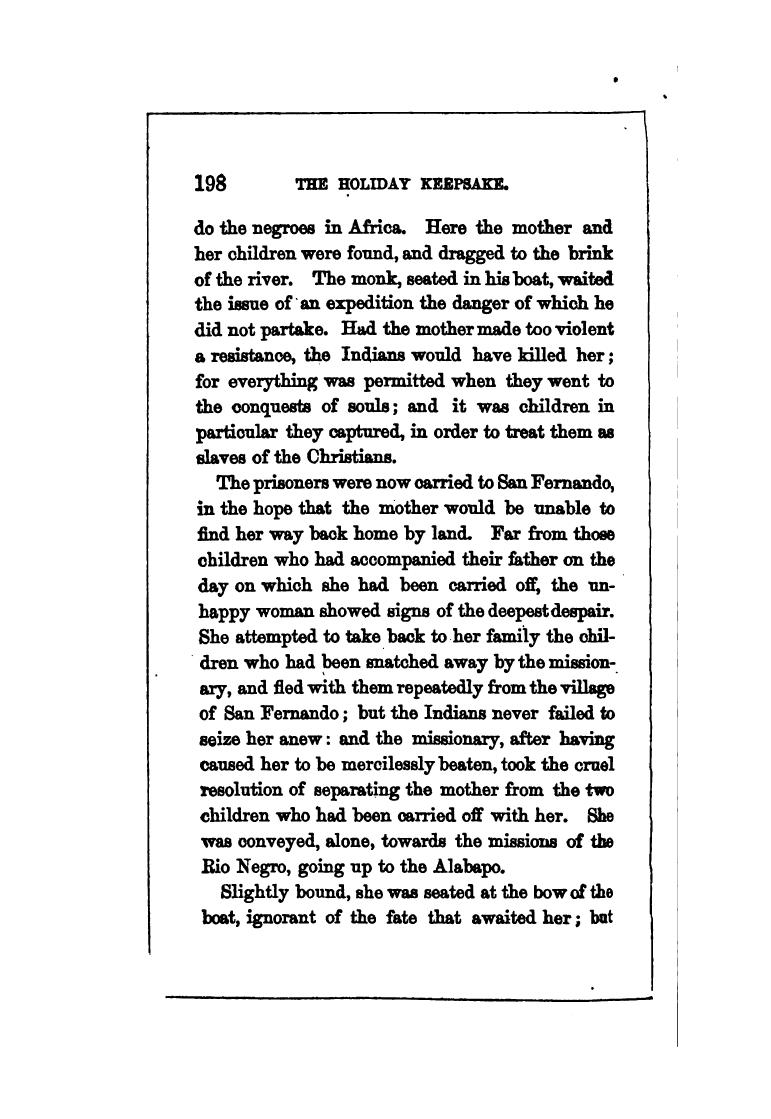 198 THE HOLIDAY KEEPSAKE.
do the negroes in Africa. Here the mother and
her children were found, and dragged to the brink
of the river. The monk, seated in his boat, waited
the issue of an expedition the danger of which he
did not partake. Had the mother made too violent
a resistance, the Indians would have killed her;
for everything was permitted when they went to
the conquests of souls; and it was children in
particular they captured, in order to treat them as
slaves of the Christians.
The prisoners were now carried to San Fernando,
in the hope that the mother would be unable to
find her way back home by land. Far from those
children who had accompanied their father on the
day on which she had been carried off, the un-
happy woman showed signs of the deepest despair.
She attempted to take back to her family the chil-
dren who had been snatched away by the mission-
ary, and fled with them repeatedly from the village
of San Fernando; but the Indians never failed to
seize her anew: and the missionary, after having
caused her to be mercilessly beaten, took the cruel
resolution of separating the mother from the two
children who had been carried off with her. She
was conveyed, alone, towards the missions of the
Rio Negro, going up to the Alabapo.
Slightly bound, she was seated at the bow of the
boat, ignorant of the fate that awaited her; but